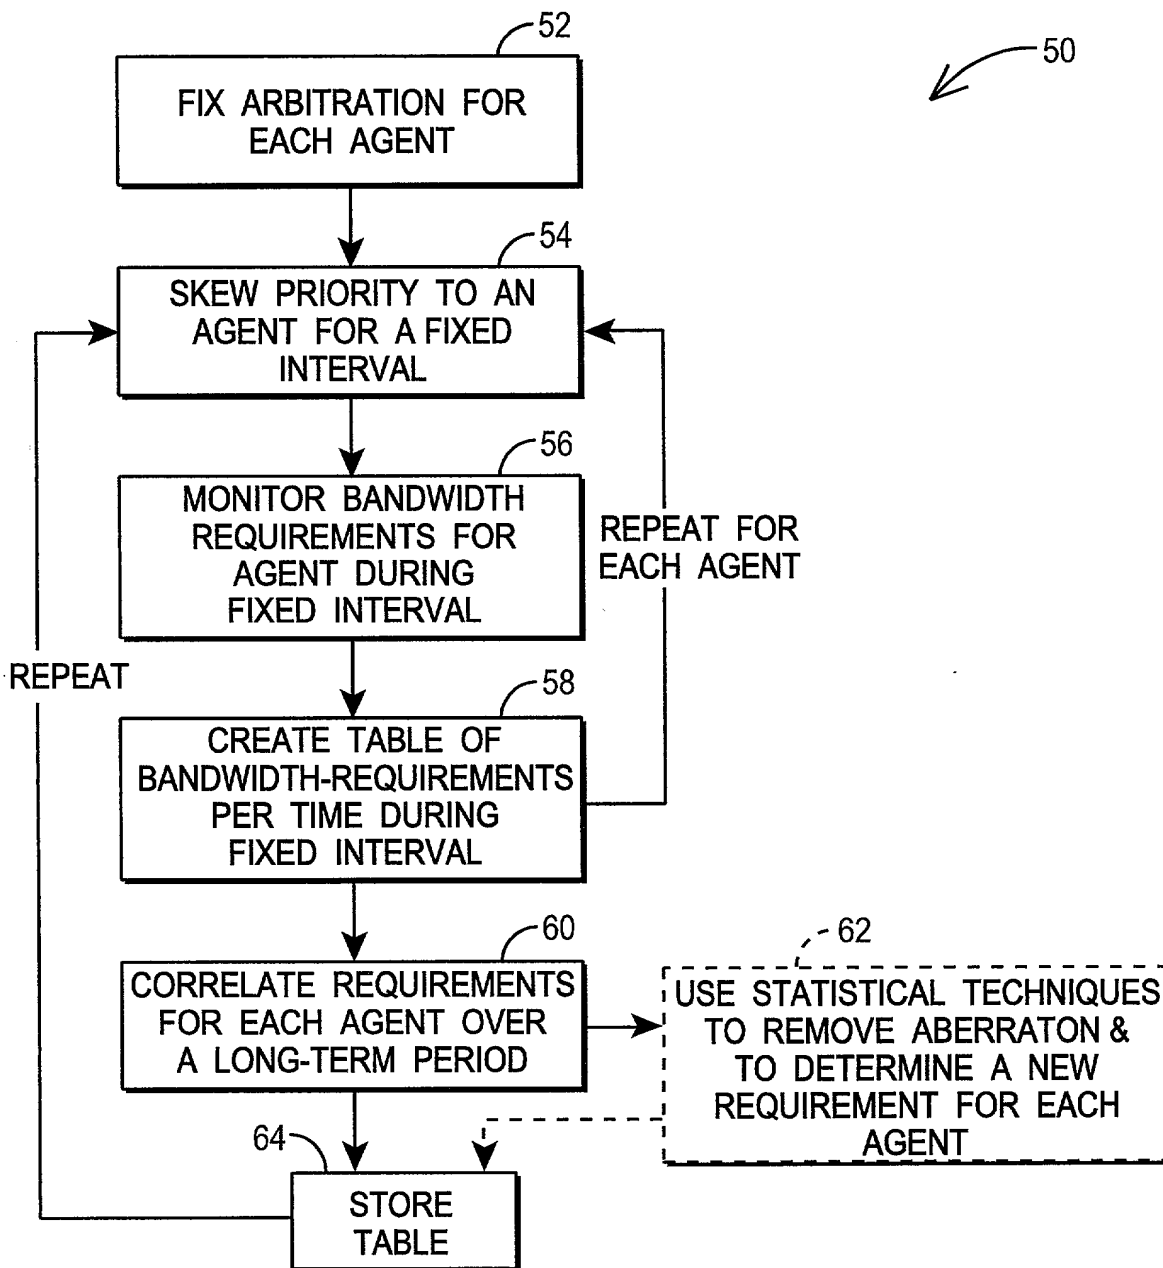 52
50
FIX ARBITRATION FOR
EACH AGENT
54
SKEW PRIORITY TO AN
AGENT FOR A FIXED
INTERVAL
56
MONITOR BANDWIDTH
REQUIREMENTS FOR
AGENT DURING
FIXED INTERVAL
REPEAT FOR
EACH AGENT
REPEAT
58
CREATE TABLE OF
BANDWIDTH-REQUIREMENTS
PER TIME DURING
FIXED INTERVAL
60
CORRELATE REQUIREMENTS
FOR EACH AGENT OVER
A LONG-TERM PERIOD
62
USE STATISTICAL TECHNIQUES
TO REMOVE ABERRATON &
TO DETERMINE A NEW
REQUIREMENT FOR EACH
AGENT
64
STORE
TABLE